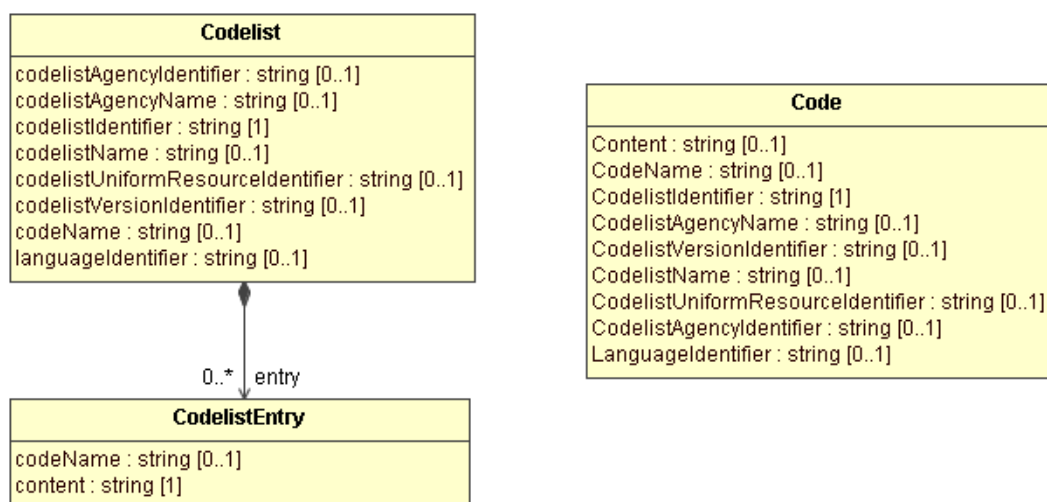 Codelist
codelistAgencyIdentifier : string [0..1]
codelistAgencyName : string [0..1]
codelistIdentifier : string [1]
codelistName : string [0..1]
codelistUniformResourceIdentifier : string [0..1]
codelistVersionIdentifier : string [0..1]
codeName : string [0..1]
languageIdentifier : string [0..1]
0..* entry
CodelistEntry
codeName : string [0..1]
content : string [1]
Code
Content : string [0..1]
CodeName : string [0..1]
CodelistIdentifier : string [1]
CodelistAgencyName : string [0..1]
CodelistVersionIdentifier : string [0..1]
CodelistName : string [0..1]
CodelistUniformResourceIdentifier : string [0..1]
CodelistAgencyIdentifier : string [0..1]
LanguageIdentifier : string [0..1]